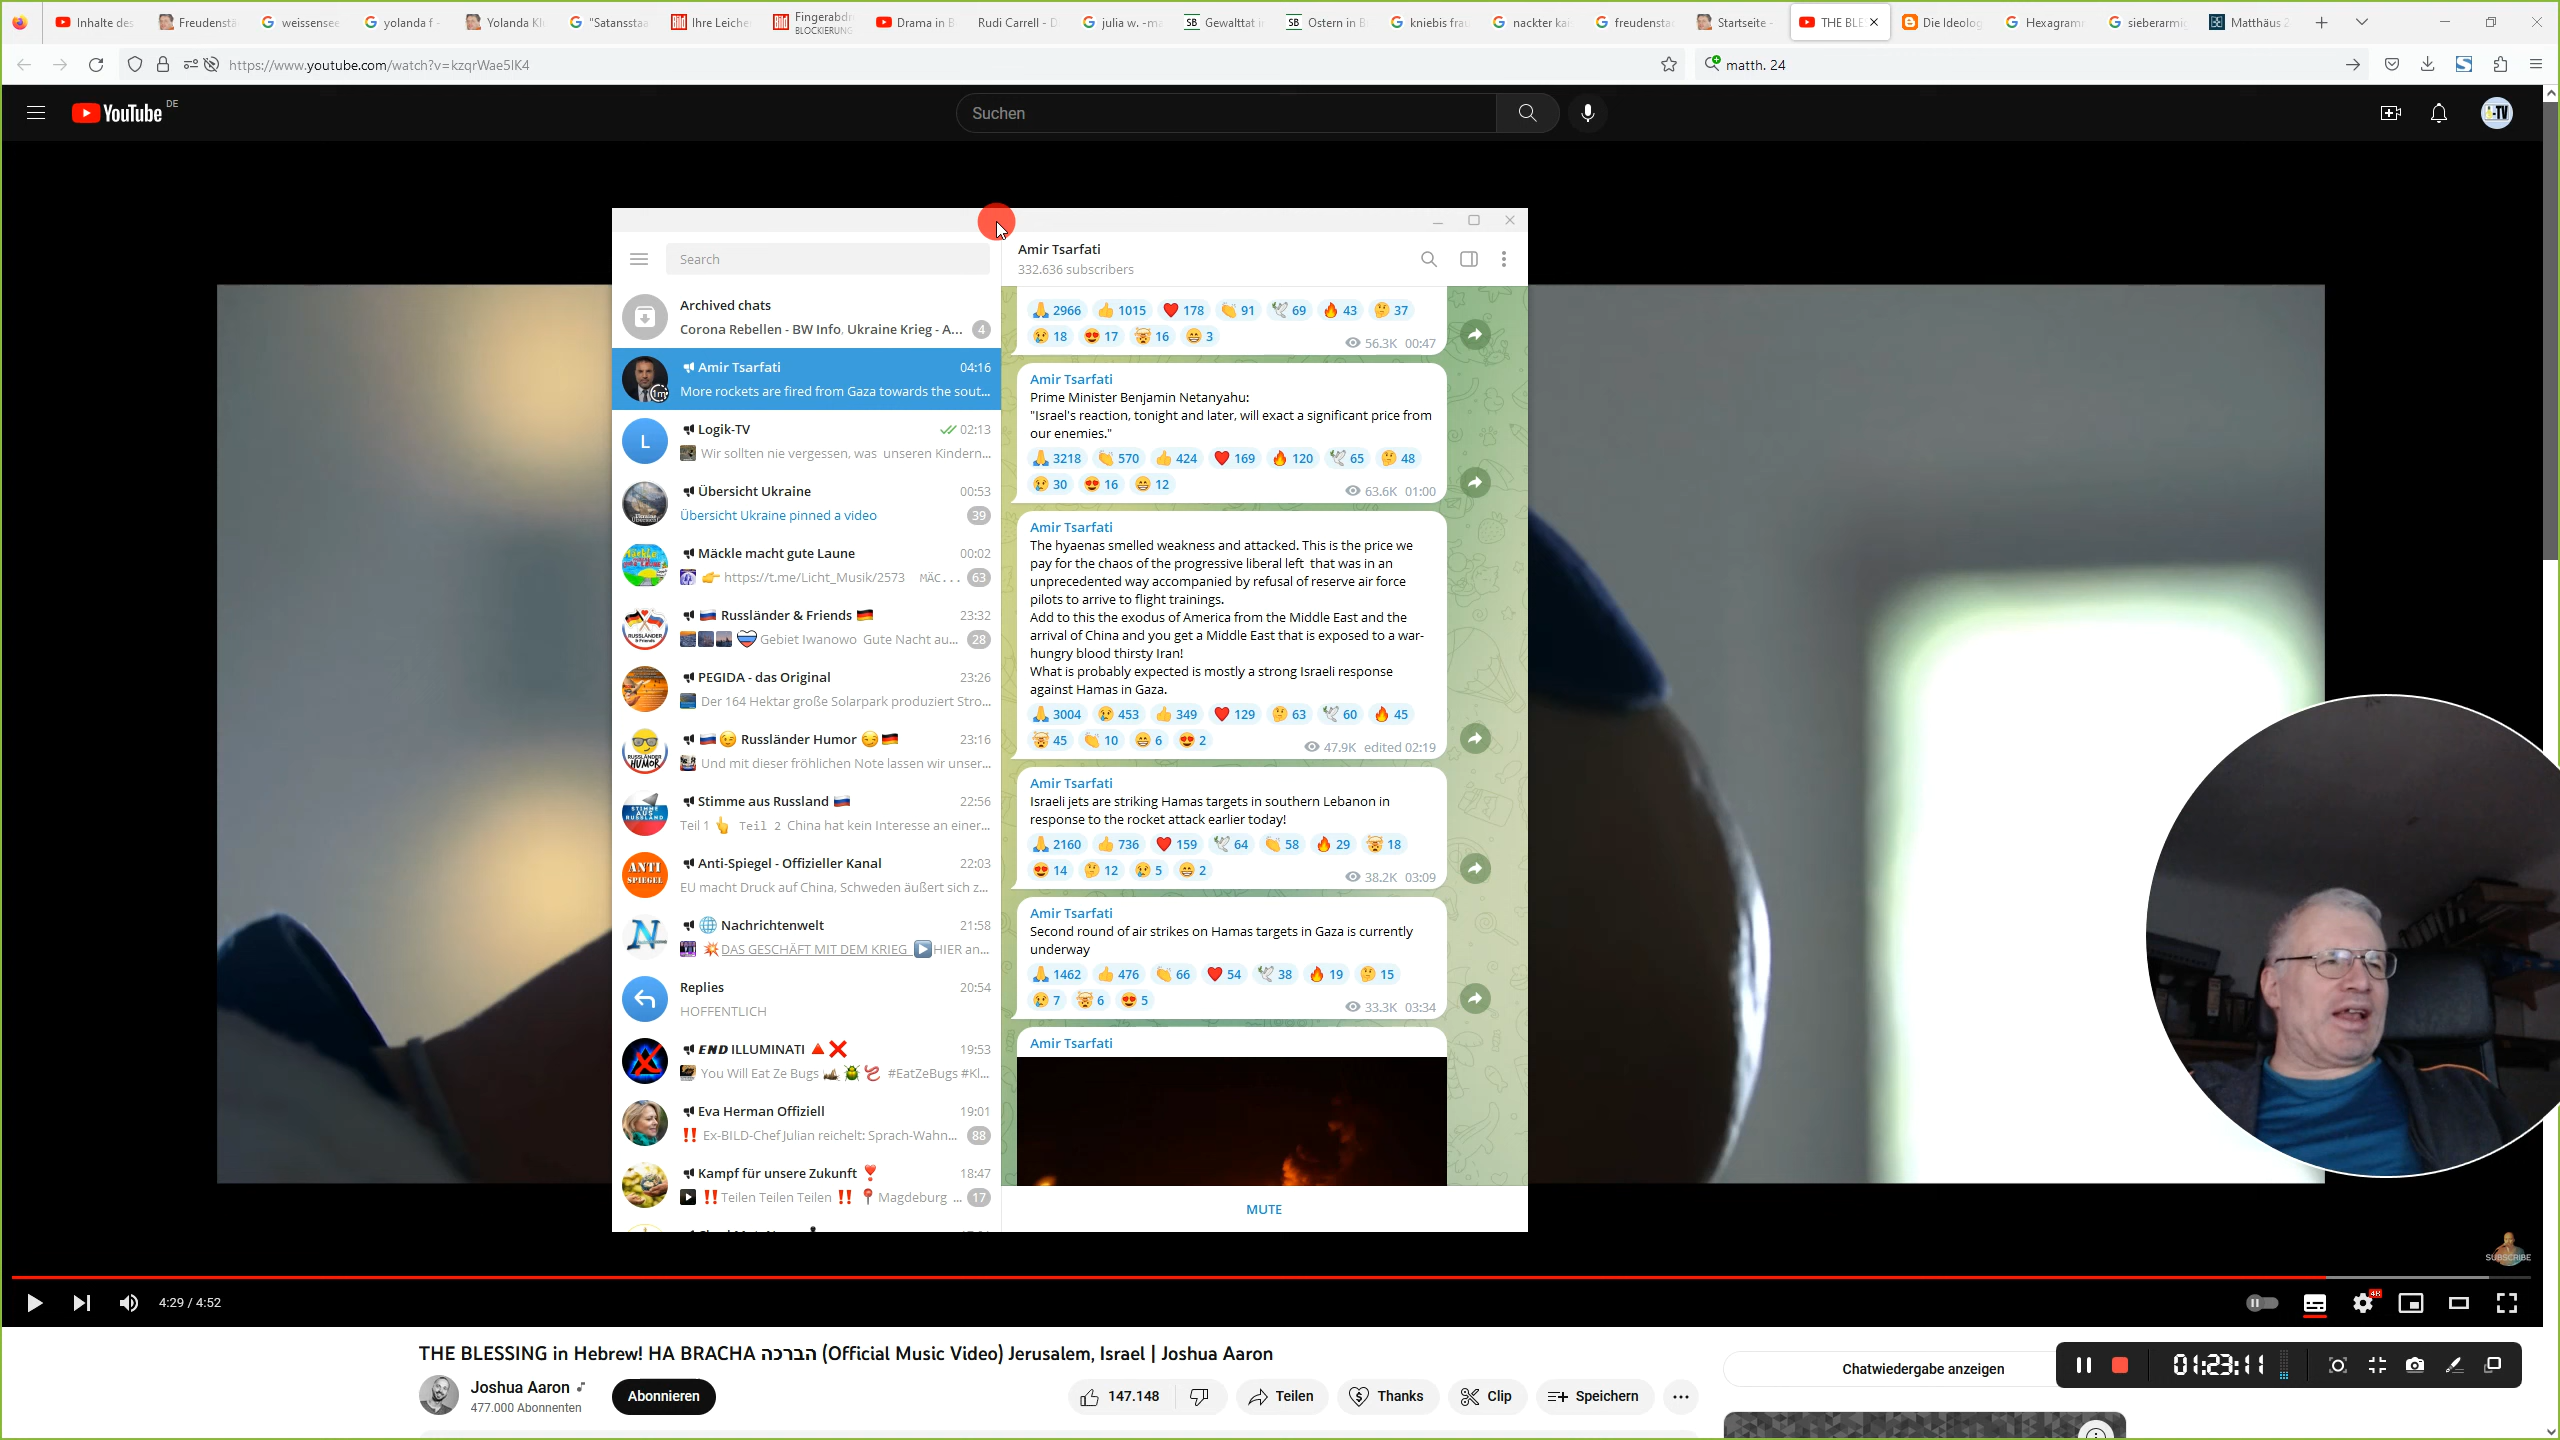 Inhalte des
Freudensta
weissensee
yolanda f -
Yolanda Kl
"Satansstaa
Ihre Leiche
Fingerabdr
BLOCKIERUNG
Drama in B
Rudi Carrell - D
julia w. -ma
Gewalttat i
Ostern in B
kniebis frau
nackter kai
freudensta
Startseite -
THE BLE
Die Ideolog
Hexagramm
sieberarmi
Matthäus 2
https://www.youtube.com/watch?v=kzqrWae5lK4
matth. 24
YouTube DE
Suchen
Search
Archived chats
Corona Rebellen - BW Info, Ukraine Krieg - A... 4
Amir Tsarfati 04:16
More rockets are fired from Gaza towards the sout...
Logik-TV 02:13
Wir sollten nie vergessen, was unseren Kindern...
Übersicht Ukraine 00:53
Übersicht Ukraine pinned a video 39
Mäckle macht gute Laune 00:02
https://t.me/Licht_Musik/2573 MÄC... 63
Russländer & Friends 23:32
Gebiet Iwanowo Gute Nacht au... 28
PEGIDA - das Original 23:26
Der 164 Hektar große Solarpark produziert Stro...
Russländer Humor 23:16
Und mit dieser fröhlichen Note lassen wir unser...
Stimme aus Russland 22:56
Teil 1 Teil 2 China hat kein Interesse an einer...
Anti-Spiegel - Offizieller Kanal 22:03
EU macht Druck auf China, Schweden äußert sich z...
Nachrichtenwelt 21:58
DAS GESCHÄFT MIT DEM KRIEG HIER an...
Replies 20:54
HOFFENTLICH
END ILLUMINATI 19:53
You Will Eat Ze Bugs #EatZeBugs #Kl...
Eva Herman Offiziell 19:01
Ex-BILD-Chef Julian reichelt: Sprach-Wahn... 88
Kampf für unsere Zukunft 18:47
Teilen Teilen Teilen Magdeburg ... 17
Amir Tsarfati
332.636 subscribers
2966 1015 178 91 69 43 37
18 17 16 3 56.3K 00:47
Amir Tsarfati
Prime Minister Benjamin Netanyahu:
"Israel's reaction, tonight and later, will exact a significant price from
our enemies."
3218 570 424 169 120 65 48
30 16 12 63.6K 01:00
Amir Tsarfati
The hyaenas smelled weakness and attacked. This is the price we
pay for the chaos of the progressive liberal left that was in an
unprecedented way accompanied by refusal of reserve air force
pilots to arrive to flight trainings.
Add to this the exodus of America from the Middle East and the
arrival of China and you get a Middle East that is exposed to a war-
hungry blood thirsty Iran!
What is probably expected is mostly a strong Israeli response
against Hamas in Gaza.
3004 453 349 129 63 60 45
45 10 6 2 47.9K edited 02:19
Amir Tsarfati
Israeli jets are striking Hamas targets in southern Lebanon in
response to the rocket attack earlier today!
2160 736 159 64 58 29 18
14 12 5 2 38.2K 03:09
Amir Tsarfati
Second round of air strikes on Hamas targets in Gaza is currently
underway
1462 476 66 54 38 19 15
7 6 5 33.3K 03:34
Amir Tsarfati
MUTE
SUBSCRIBE
4:29 / 4:52
THE BLESSING in Hebrew! HA BRACHA הברכה (Official Music Video) Jerusalem, Israel | Joshua Aaron
Joshua Aaron
477.000 Abonnenten
Abonnieren
147.148
Teilen
Thanks
Clip
Speichern
Chatwiedergabe anzeigen
01:23:11